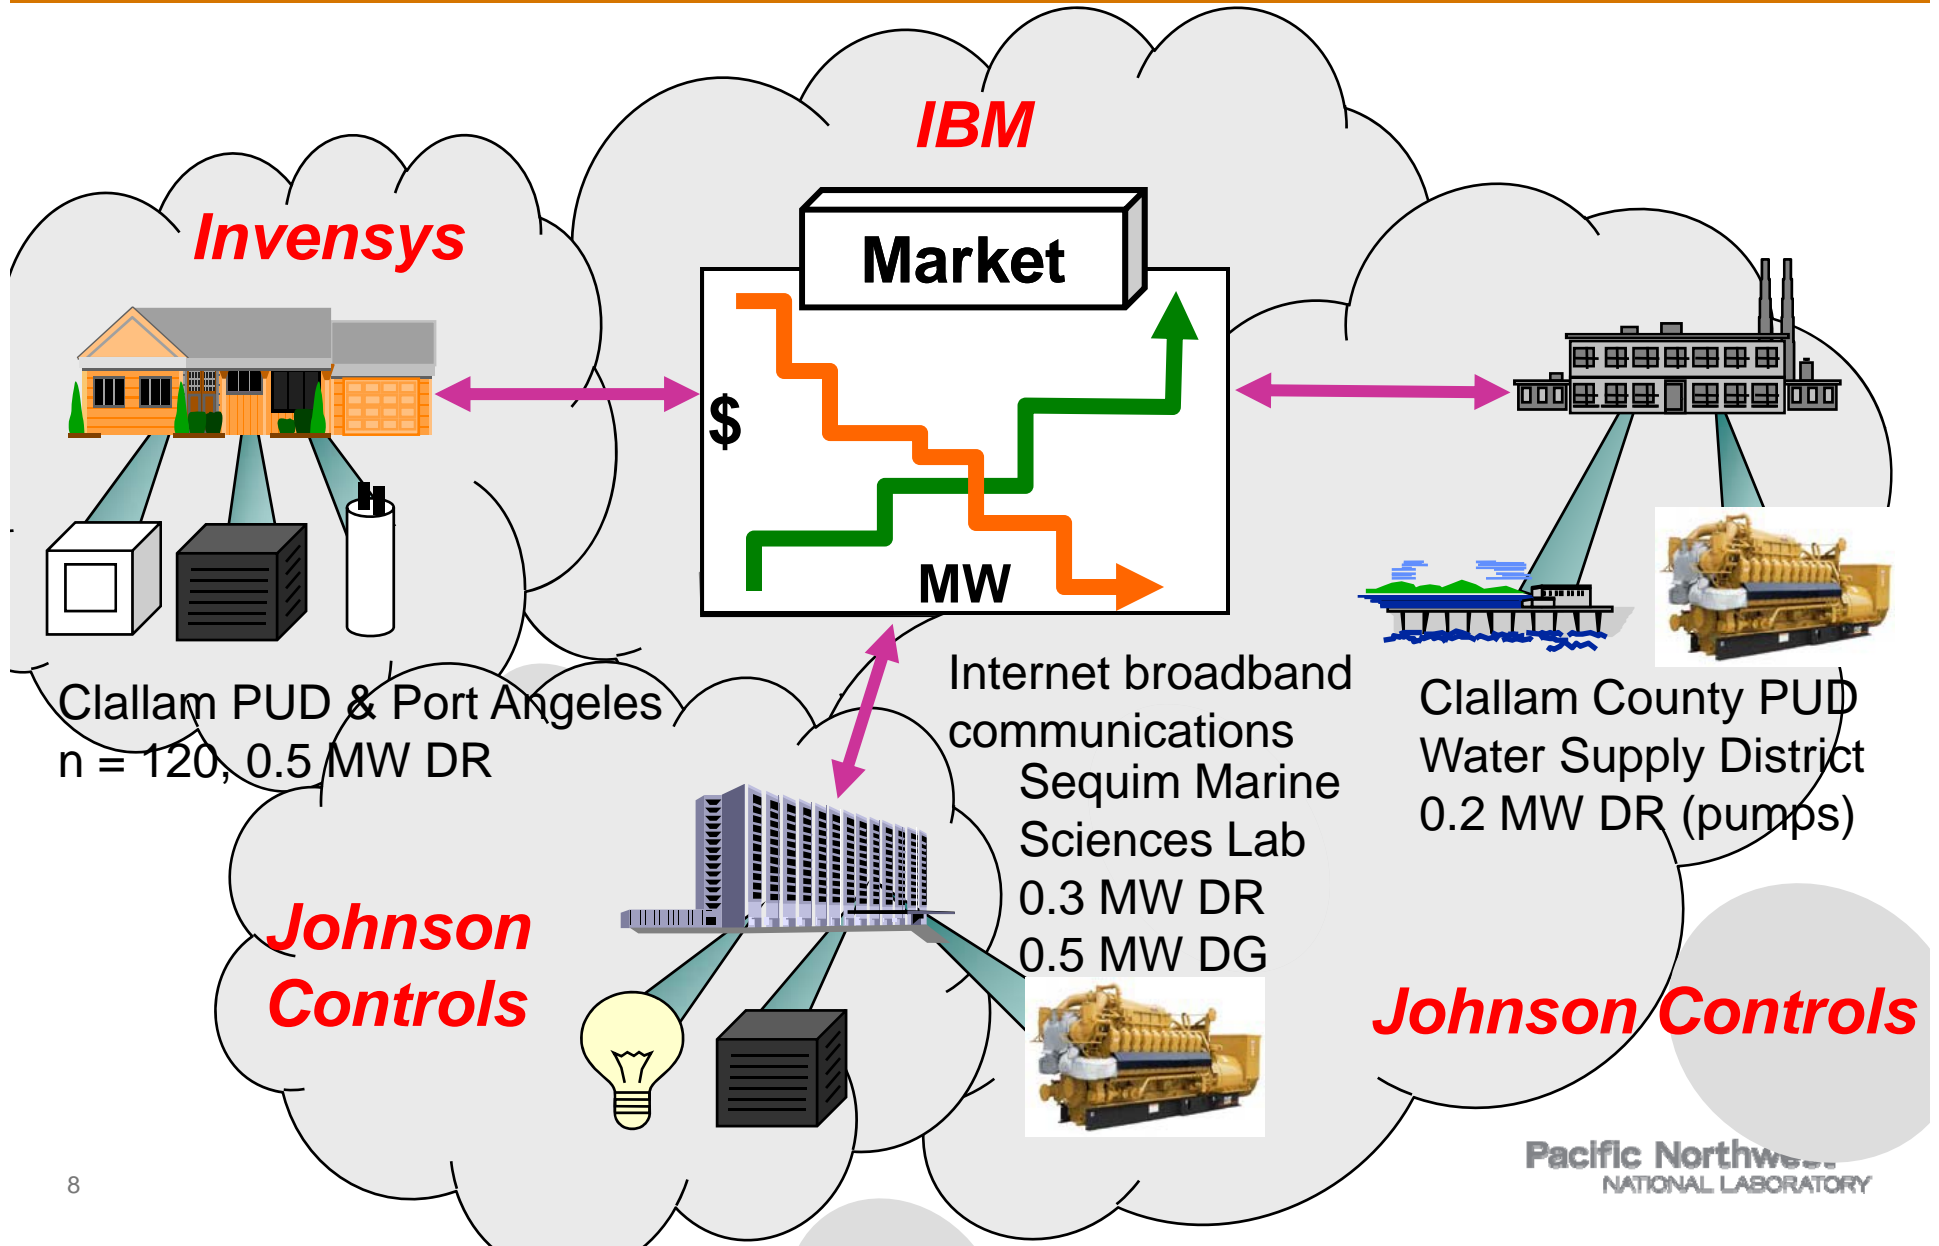 IBM
Invensys
Market
$
MW
Clallam PUD & Port Angeles
n = 120, 0.5 MW DR
Internet broadband
communications
Sequim Marine
Sciences Lab
0.3 MW DR
0.5 MW DG
Clallam County PUD
Water Supply District
0.2 MW DR (pumps)
Johnson
Controls
Johnson Controls
Pacific
NATIONAL LABORATORY
8